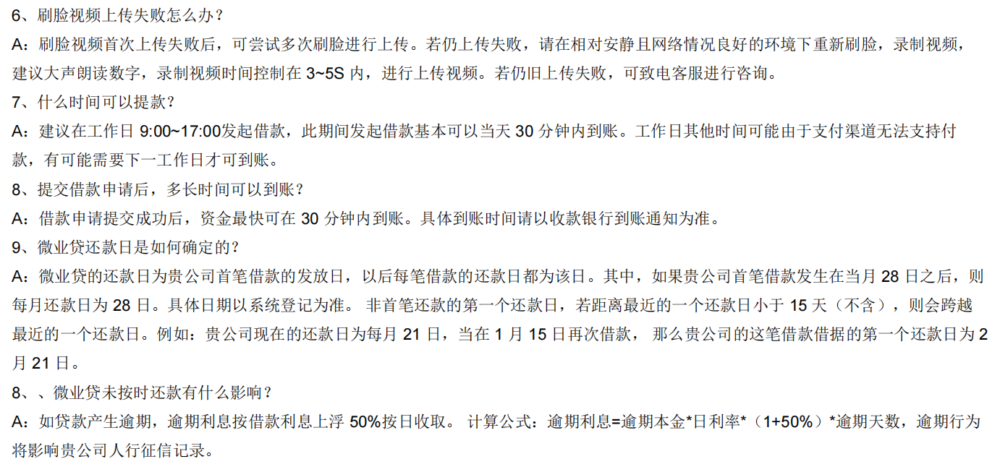 6、刷脸视频上传失败怎么办？
A：刷脸视频首次上传失败后，可尝试多次刷脸进行上传。若仍上传失败，请在相对安静且网络情况良好的环境下重新刷脸，录制视频，
建议大声朗读数字，录制视频时间控制在 3~5S 内，进行上传视频。若仍旧上传失败，可致电客服进行咨询。
7、什么时间可以提款？
A：建议在工作日 9:00~17:00发起借款，此期间发起借款基本可以当天 30 分钟内到账。工作日其他时间可能由于支付渠道无法支持付
款，有可能需要下一工作日才可到账。
8、提交借款申请后，多长时间可以到账？
A：借款申请提交成功后，资金最快可在 30 分钟内到账。具体到账时间请以收款银行到账通知为准。
9、微业贷还款日是如何确定的？
A：微业贷的还款日为贵公司首笔借款的发放日，以后每笔借款的还款日都为该日。其中，如果贵公司首笔借款发生在当月 28 日之后，则
每月还款日为 28 日。具体日期以系统登记为准。 非首笔还款的第一个还款日，若距离最近的一个还款日小于 15 天（不含），则会跨越
最近的一个还款日。例如：贵公司现在的还款日为每月 21 日，当在 1 月 15 日再次借款， 那么贵公司的这笔借款借据的第一个还款日为 2
月 21 日。
8、、微业贷未按时还款有什么影响？
A：如贷款产生逾期，逾期利息按借款利息上浮 50%按日收取。 计算公式：逾期利息=逾期本金*日利率*（1+50%）*逾期天数，逾期行为
将影响贵公司人行征信记录。